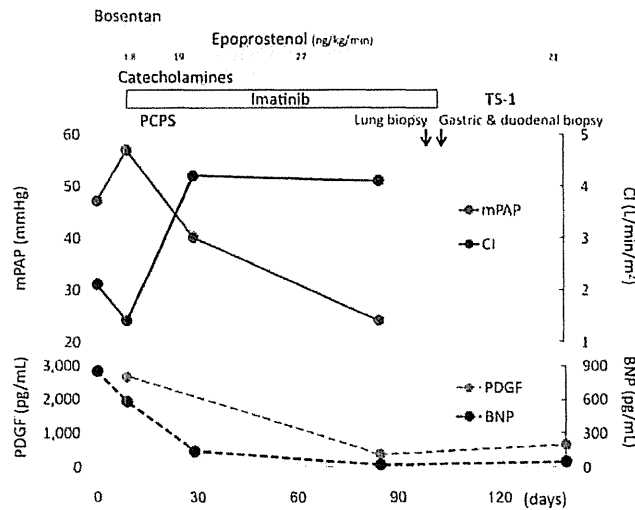 Bosentan
Epoprostenol (ng/kg/min)
1.8 19 27 21
Catecholamines
Imatinib TS-1
PCPS Lung biopsy Gastric & duodenal biopsy
60 5
50 4
40 3
30 2
20 1
mPAP (mmHg)
CI (L/min/m²)
mPAP
CI
3,000 900
2,000 600
1,000 300
0 0
PDGF (pg/mL)
BNP (pg/mL)
PDGF
BNP
0 30 60 90 120 (days)